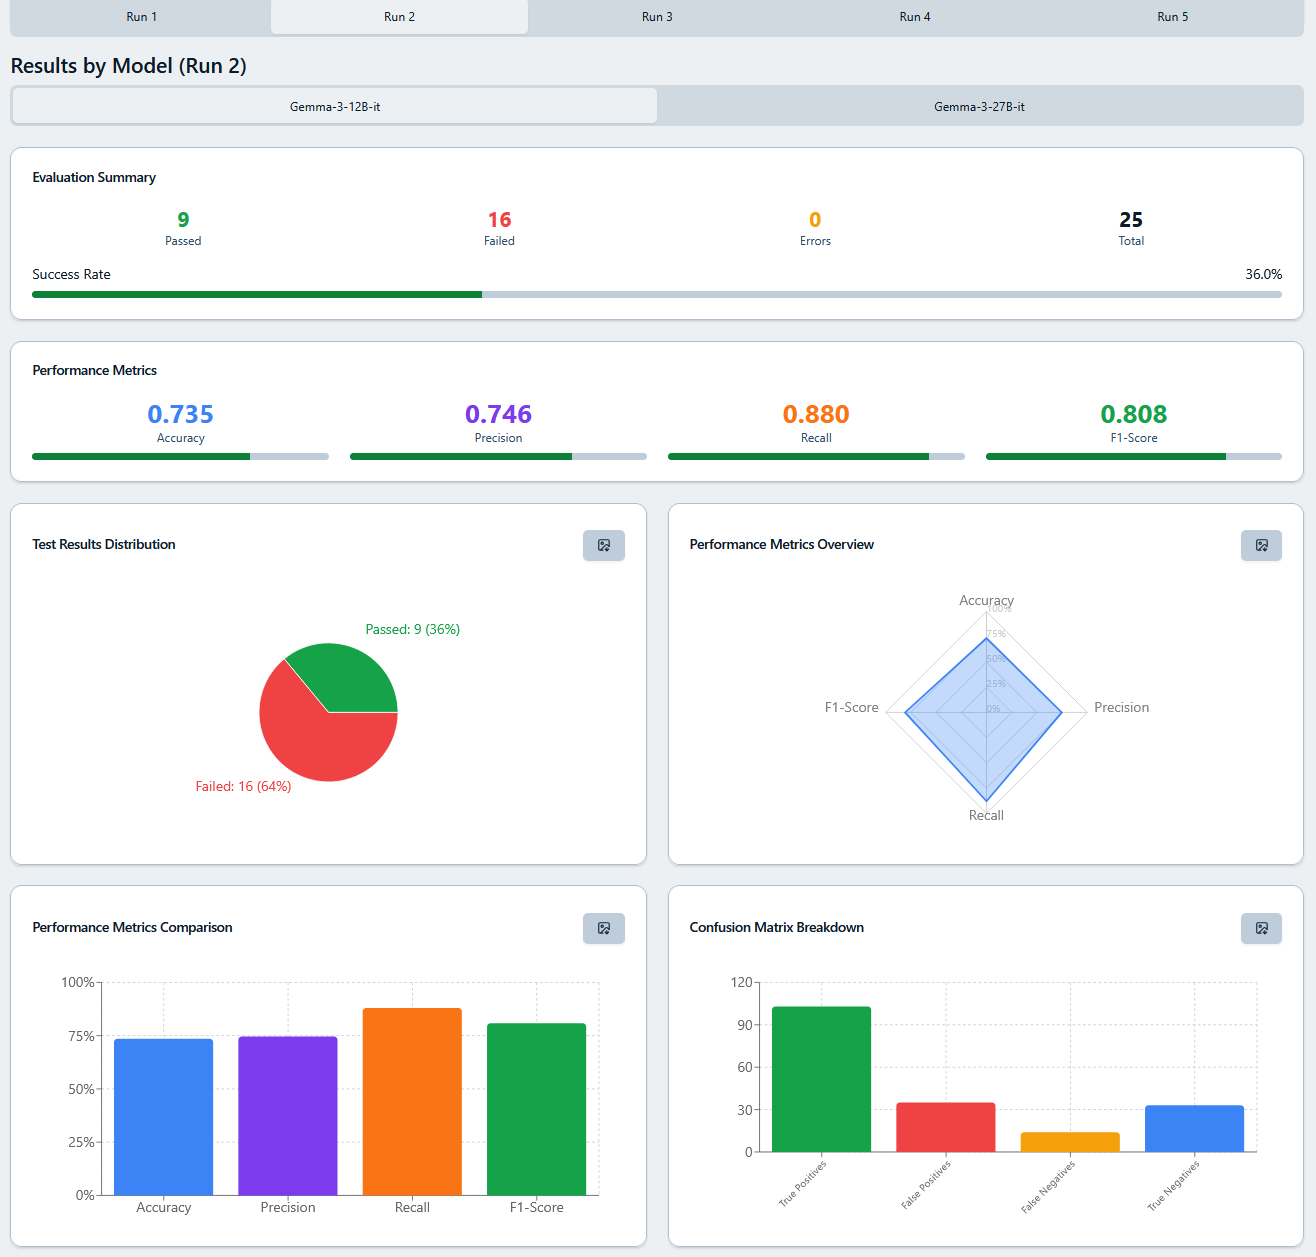 Run 1
Run 2
Run 3
Run 4
Run 5
Results by Model (Run 2)
Gemma-3-12B-it
Gemma-3-27B-it
Evaluation Summary
9
Passed
16
Failed
0
Errors
25
Total
Success Rate
36.0%
Performance Metrics
0.735
Accuracy
0.746
Precision
0.880
Recall
0.808
F1-Score
Test Results Distribution
Passed: 9 (36%)
Failed: 16 (64%)
Performance Metrics Overview
Accuracy
100%
75%
50%
25%
0%
F1-Score
Precision
Recall
Performance Metrics Comparison
100%
75%
50%
25%
0%
Accuracy
Precision
Recall
F1-Score
Confusion Matrix Breakdown
120
90
60
30
0
True Positives
False Positives
False Negatives
True Negatives